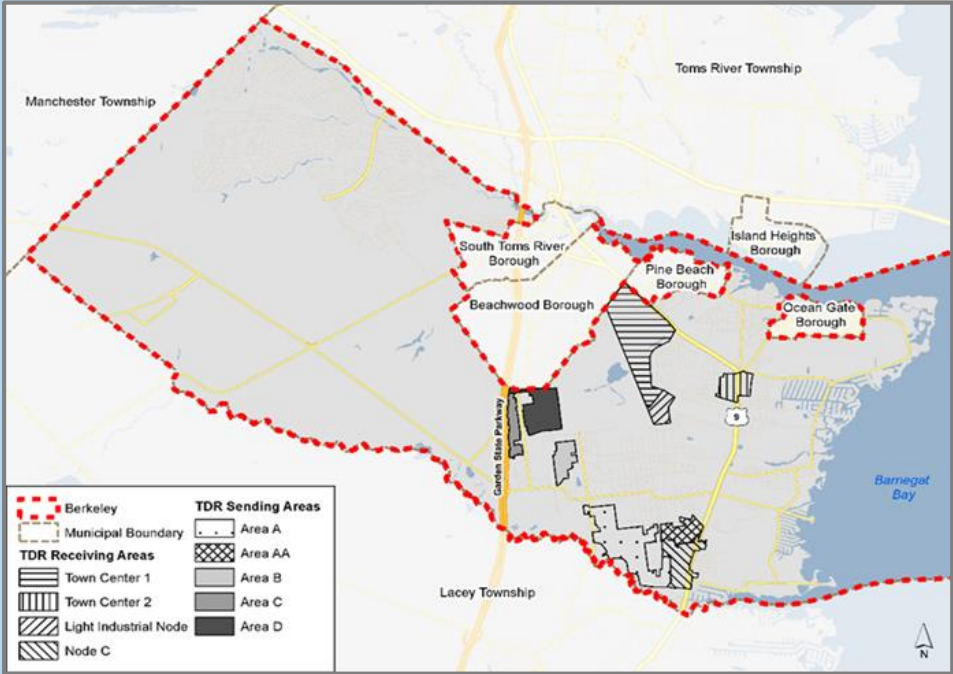 Toms River Township
Manchester Township
South Toms River
Borough
Island Heights
Borough
Pine Beach
Borough
Beachwood Borough
Ocean Gate
Borough
9
Garden State Parkway
Barnegat
Bay
Lacey Township
Berkeley
Municipal Boundary
TDR Receiving Areas
Town Center 1
Town Center 2
Light Industrial Node
Node C
TDR Sending Areas
Area A
Area AA
Area B
Area C
Area D
N